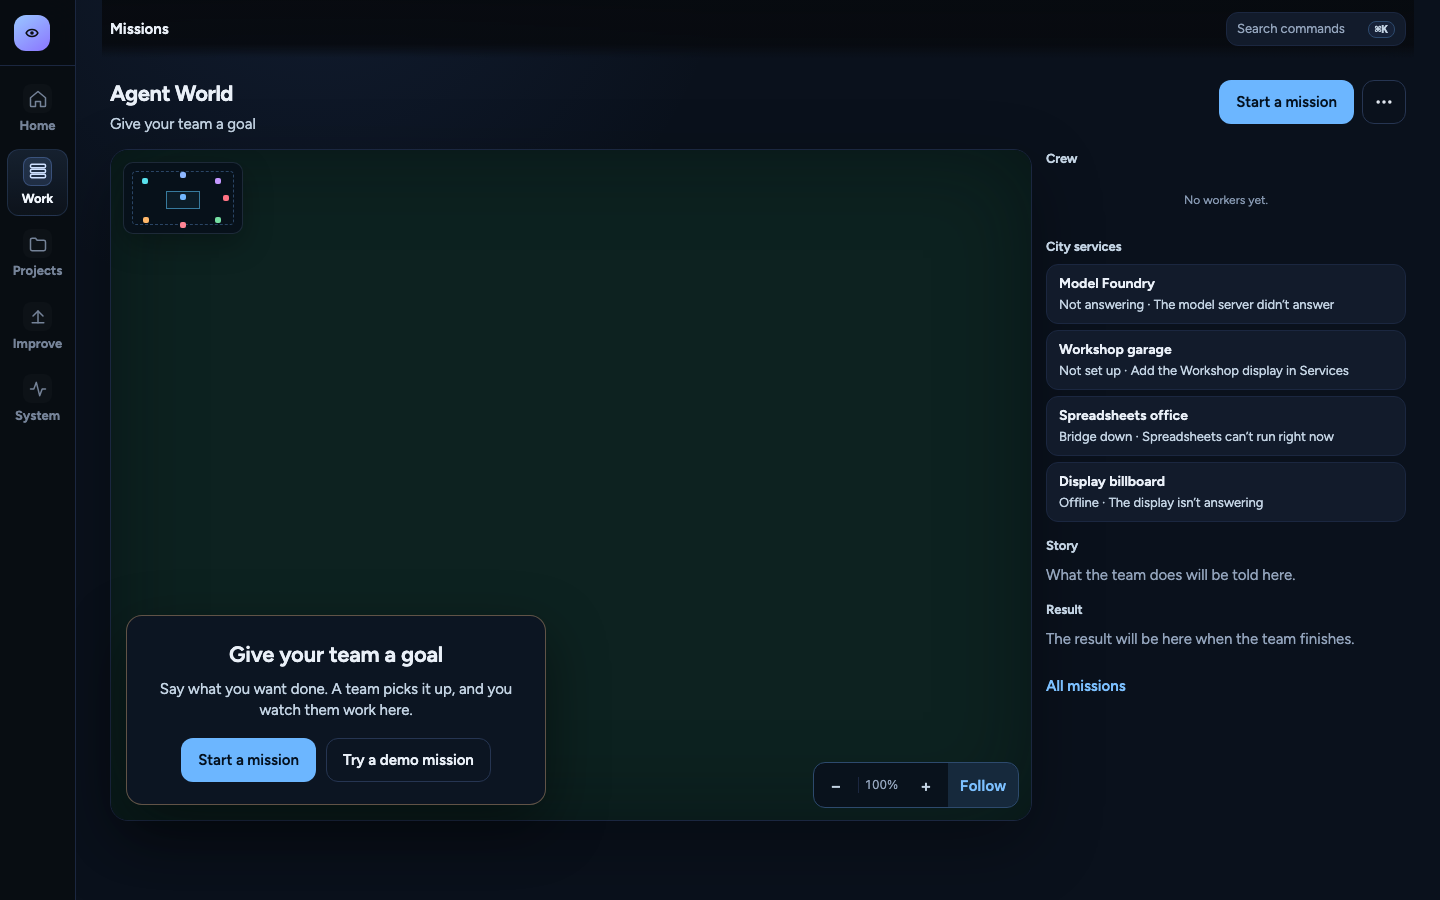 Missions
Search commands ⌘K
Home
Work
Projects
Improve
System
Agent World
Give your team a goal
Start a mission
Give your team a goal
Say what you want done. A team picks it up, and you
watch them work here.
Start a mission
Try a demo mission
− 100% + Follow
Crew
No workers yet.
City services
Model Foundry
Not answering · The model server didn't answer
Workshop garage
Not set up · Add the Workshop display in Services
Spreadsheets office
Bridge down · Spreadsheets can't run right now
Display billboard
Offline · The display isn't answering
Story
What the team does will be told here.
Result
The result will be here when the team finishes.
All missions